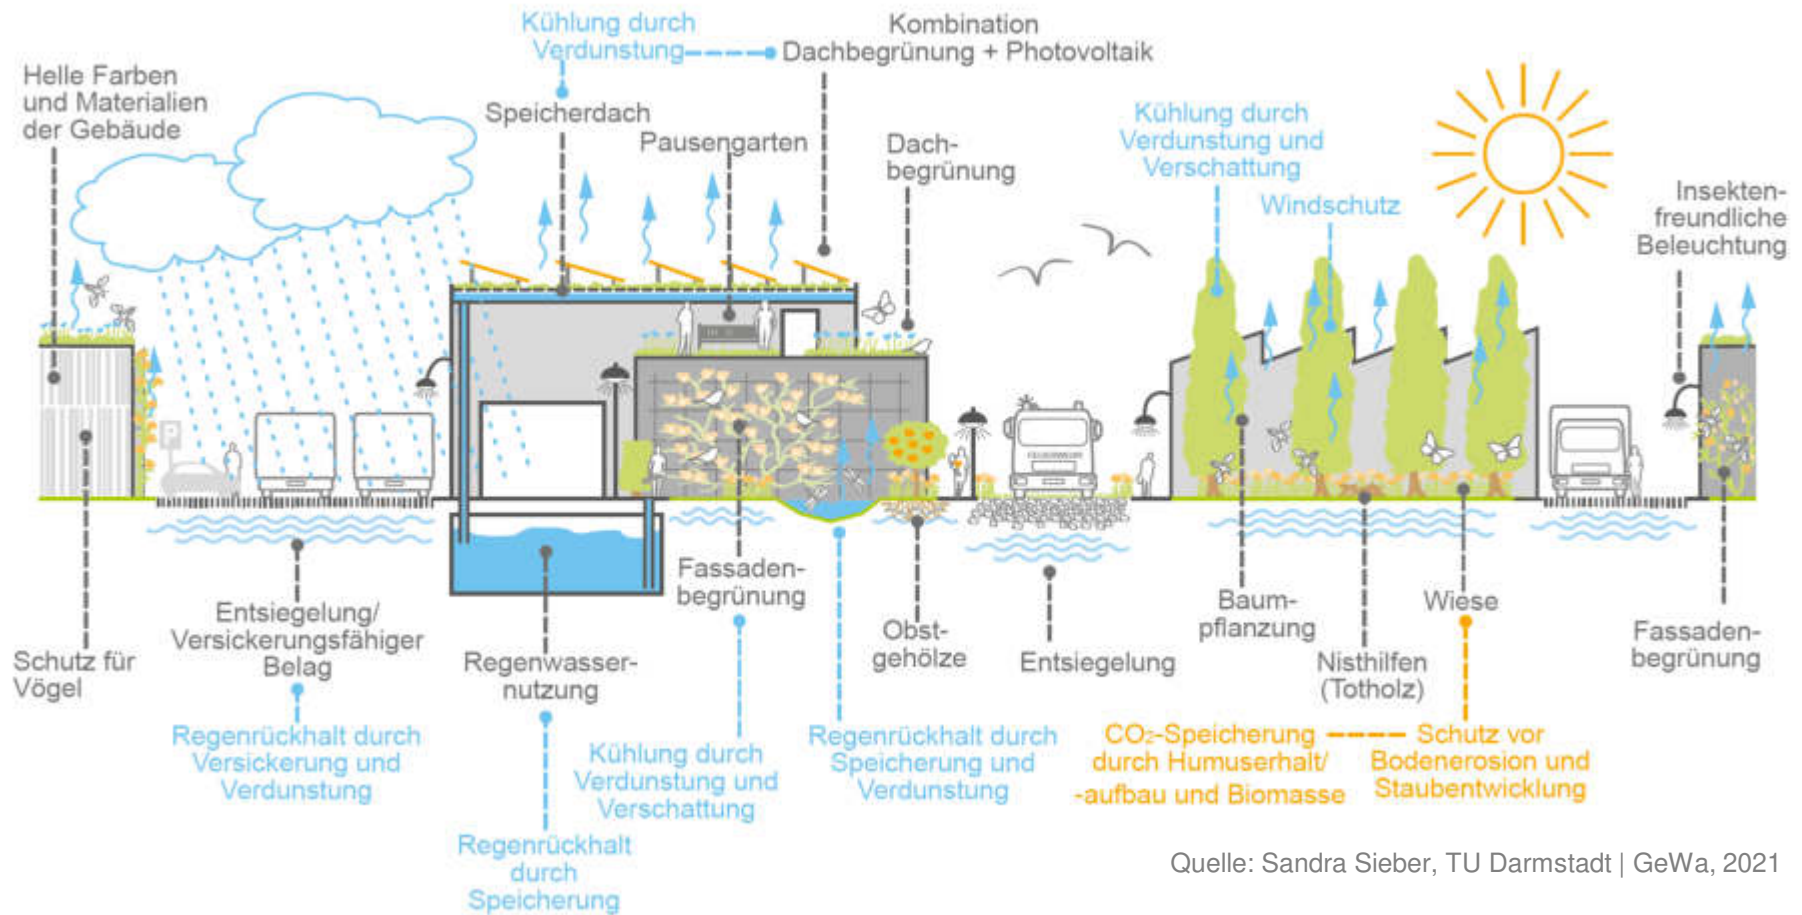 Kühlung durch
Verdunstung
Kombination
Dachbegrünung + Photovoltaik
Helle Farben
und Materialien
der Gebäude
Speicherdach
Pausengarten
Dach-
begrünung
Kühlung durch
Verdunstung und
Verschattung
Windschutz
Insekten-
freundliche
Beleuchtung
P
FEUERWEHR
Schutz für
Vögel
Entsiegelung/
Versickerungsfähiger
Belag
Regenrückhalt durch
Versickerung und
Verdunstung
Regenwasser-
nutzung
Regenrückhalt
durch
Speicherung
Fassaden-
begrünung
Kühlung durch
Verdunstung und
Verschattung
Regenrückhalt durch
Speicherung und
Verdunstung
Obst-
gehölze
Entsiegelung
Baum-
pflanzung
Nisthilfen
(Totholz)
Wiese
CO2-Speicherung
durch Humuserhalt/
-aufbau und Biomasse
Schutz vor
Bodenerosion und
Staubentwicklung
Fassaden-
begrünung
Quelle: Sandra Sieber, TU Darmstadt | GeWa, 2021